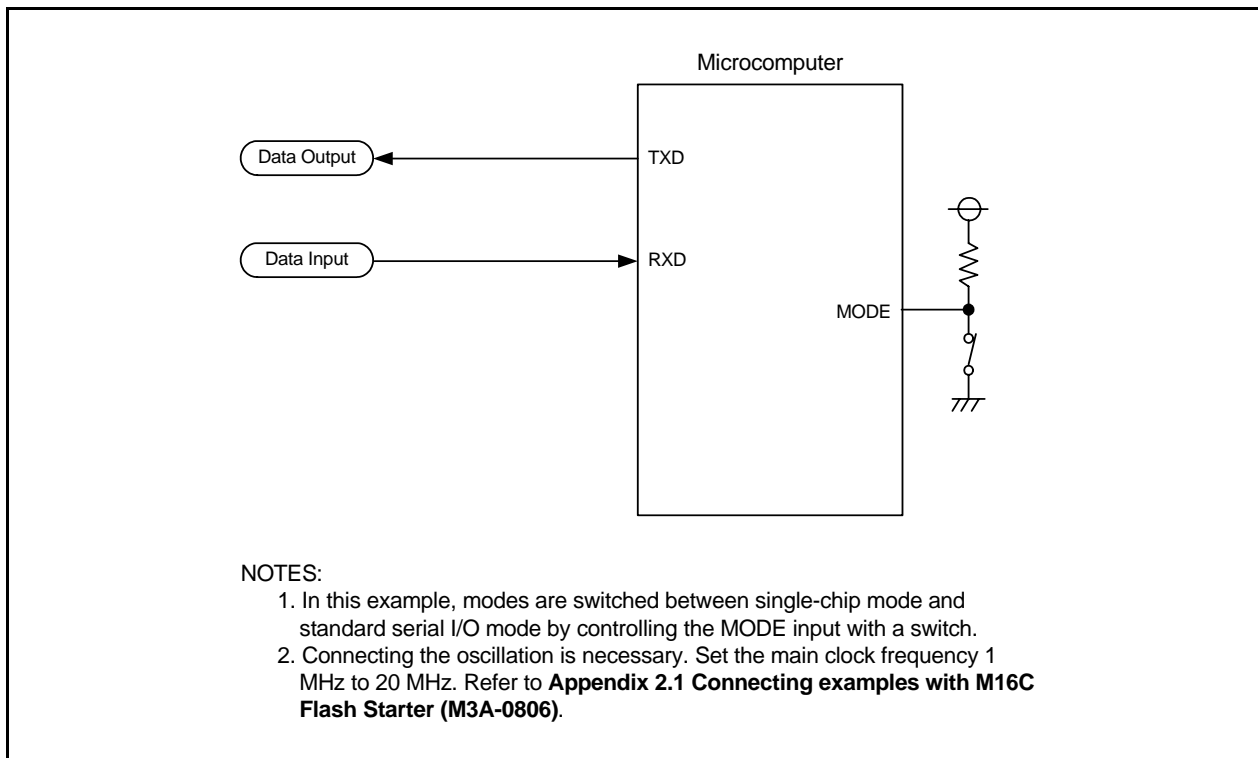 Microcomputer
Data Output
TXD
Data Input
RXD
MODE
NOTES:
1. In this example, modes are switched between single-chip mode and
standard serial I/O mode by controlling the MODE input with a switch.
2. Connecting the oscillation is necessary. Set the main clock frequency 1
MHz to 20 MHz. Refer to Appendix 2.1 Connecting examples with M16C
Flash Starter (M3A-0806).